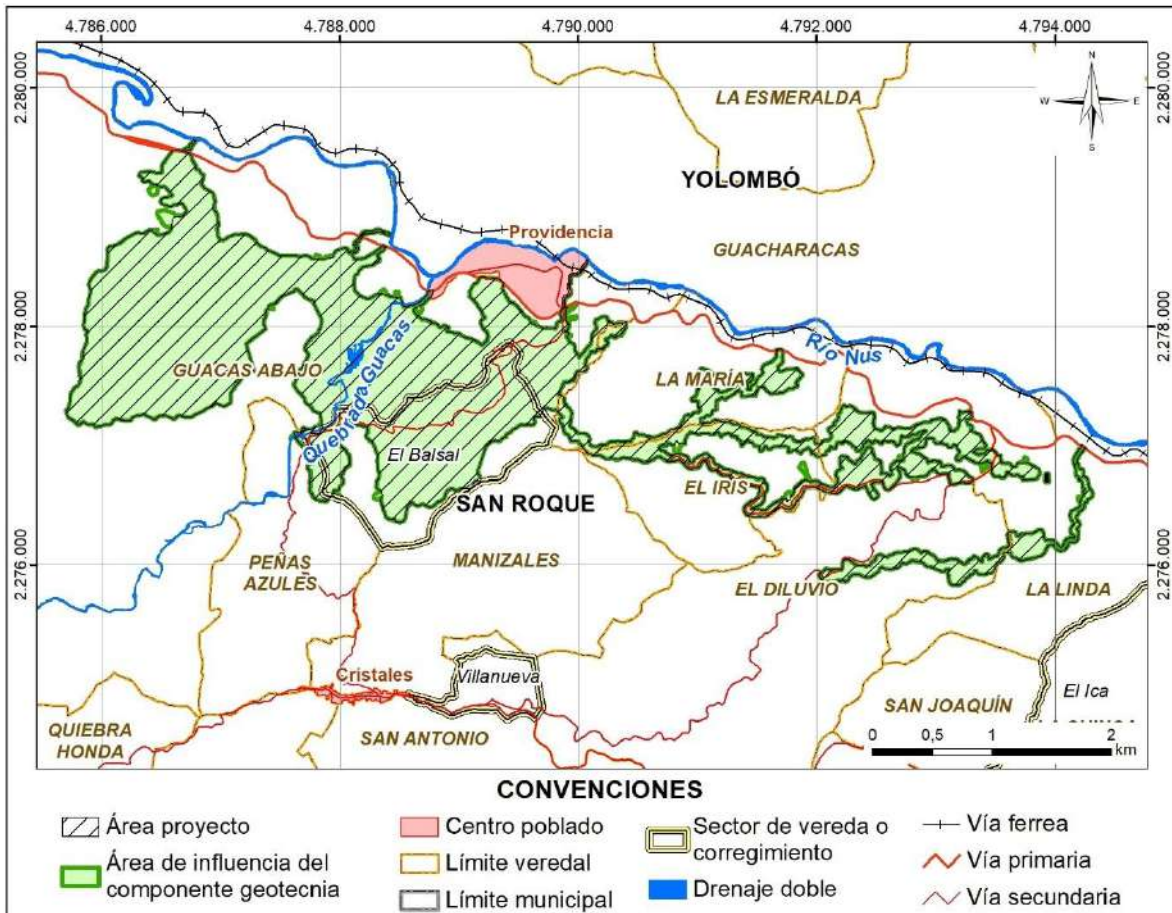 4.786.000
4.788.000
4.790.000
4.792.000
4.794.000
2.280.000
2.280.000
N
W
E
S
LA ESMERALDA
YOLOMBÓ
Providencia
GUACHARACAS
2.278.000
2.278.000
Río Nus
GUACAS ABAJO
Quebrada Guacas
LA MARÍA
El Balsal
EL IRIS
SAN ROQUE
2.276.000
2.276.000
PEÑAS
AZULES
MANIZALES
EL DILUVIO
LA LINDA
Cristales
Villanueva
El Ica
SAN JOAQUÍN
QUIEBRA
HONDA
SAN ANTONIO
0
0,5
1
2
km
CONVENCIONES
Área proyecto
Área de influencia del
componente geotecnia
Centro poblado
Límite veredal
Límite municipal
Sector de vereda o
corregimiento
Drenaje doble
Vía ferrea
Vía primaria
Vía secundaria